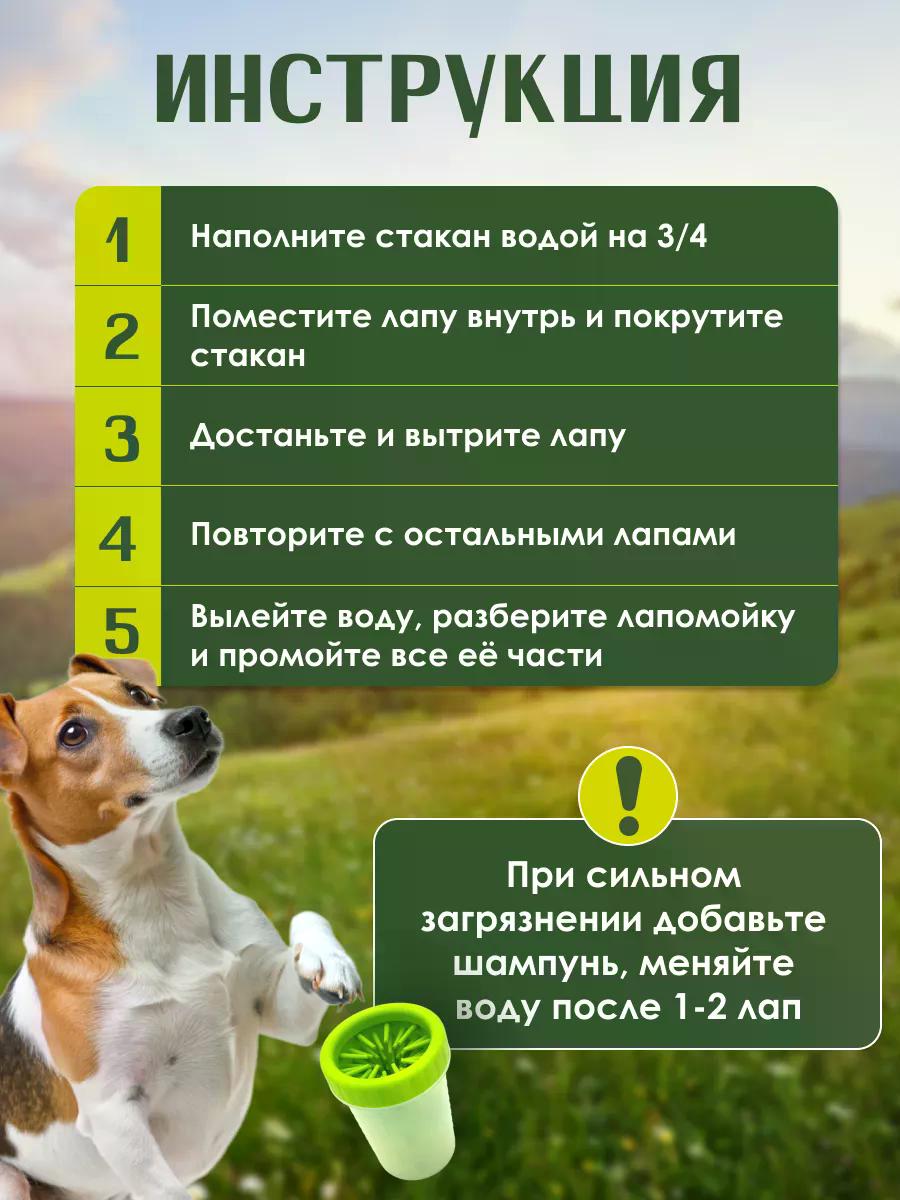 ИНСТРУКЦИЯ
1
Наполните стакан водой на 3/4
2
Поместите лапу внутрь и покрутите
стакан
3
Достаньте и вытрите лапу
4
Повторите с остальными лапами
5
Вылейте воду, разберите лапомойку
и промойте все её части
!
При сильном
загрязнении добавьте
шампунь, меняйте
воду после 1-2 лап